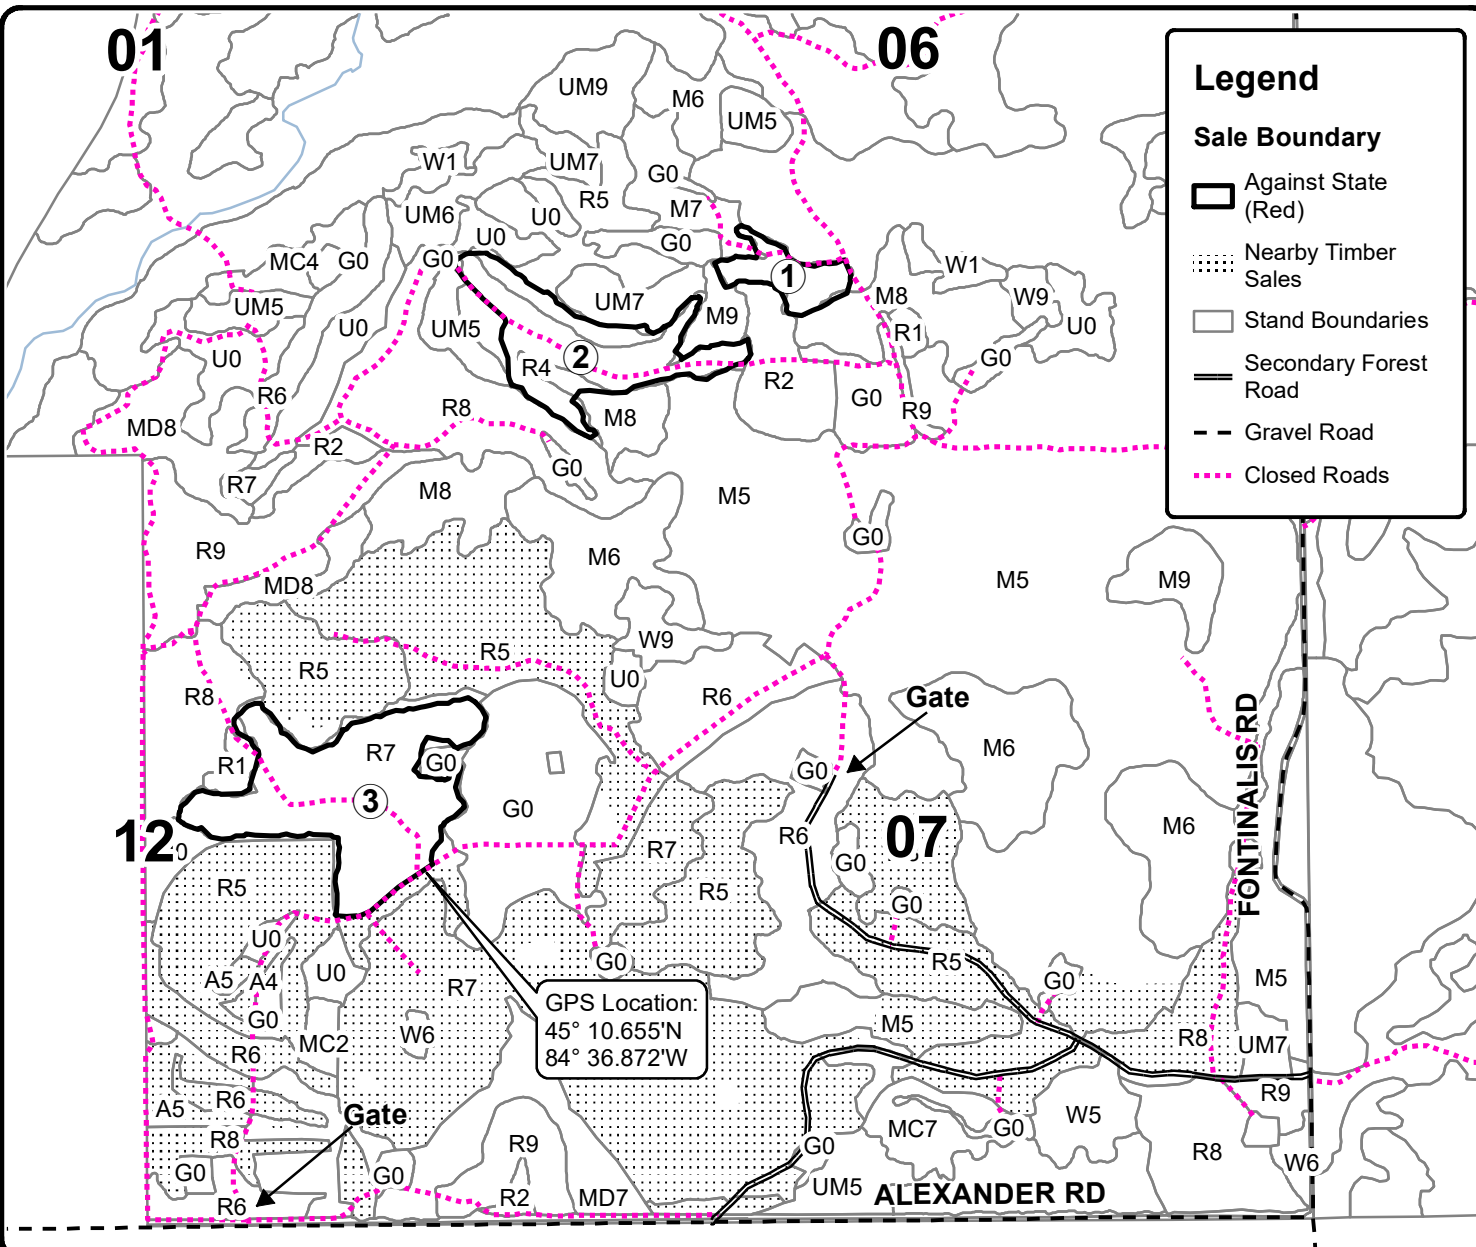 01
06
Legend
Sale Boundary
Against State
(Red)
Nearby Timber
Sales
Stand Boundaries
Secondary Forest
Road
Gravel Road
Closed Roads
UM9
M6
UM5
W1
UM7
G0
R5
UM6
U0
M7
U0
G0
MC4
G0
G0
1
W1
UM5
UM7
M8
W9
M9
U0
UM5
U0
R1
U0
2
G0
R4
R2
R6
G0
R8
R9
MD8
M8
R2
G0
R7
M8
M5
G0
R9
M6
M5
M9
MD8
W9
R5
R5
U0
R8
R6
Gate
FONTINALIS RD
M6
R7
R1
G0
G0
3
G0
M6
R6
12
0
07
R7
G0
R5
R5
G0
U0
R5
G0
A5
A4
U0
G0
M5
R7
GPS Location:
45° 10.655'N
84° 36.872'W
G0
M5
W6
MC2
R8
UM7
R6
R9
R6
A5
Gate
W5
MC7
G0
R8
R9
G0
R8
W6
G0
G0
UM5
ALEXANDER RD
R6
R2
MD7